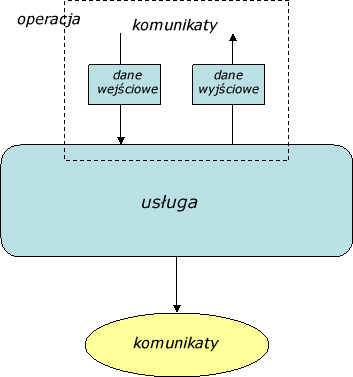 operacja
komunikaty
dane
wejściowe
dane
wyjściowe
usługa
komunikaty